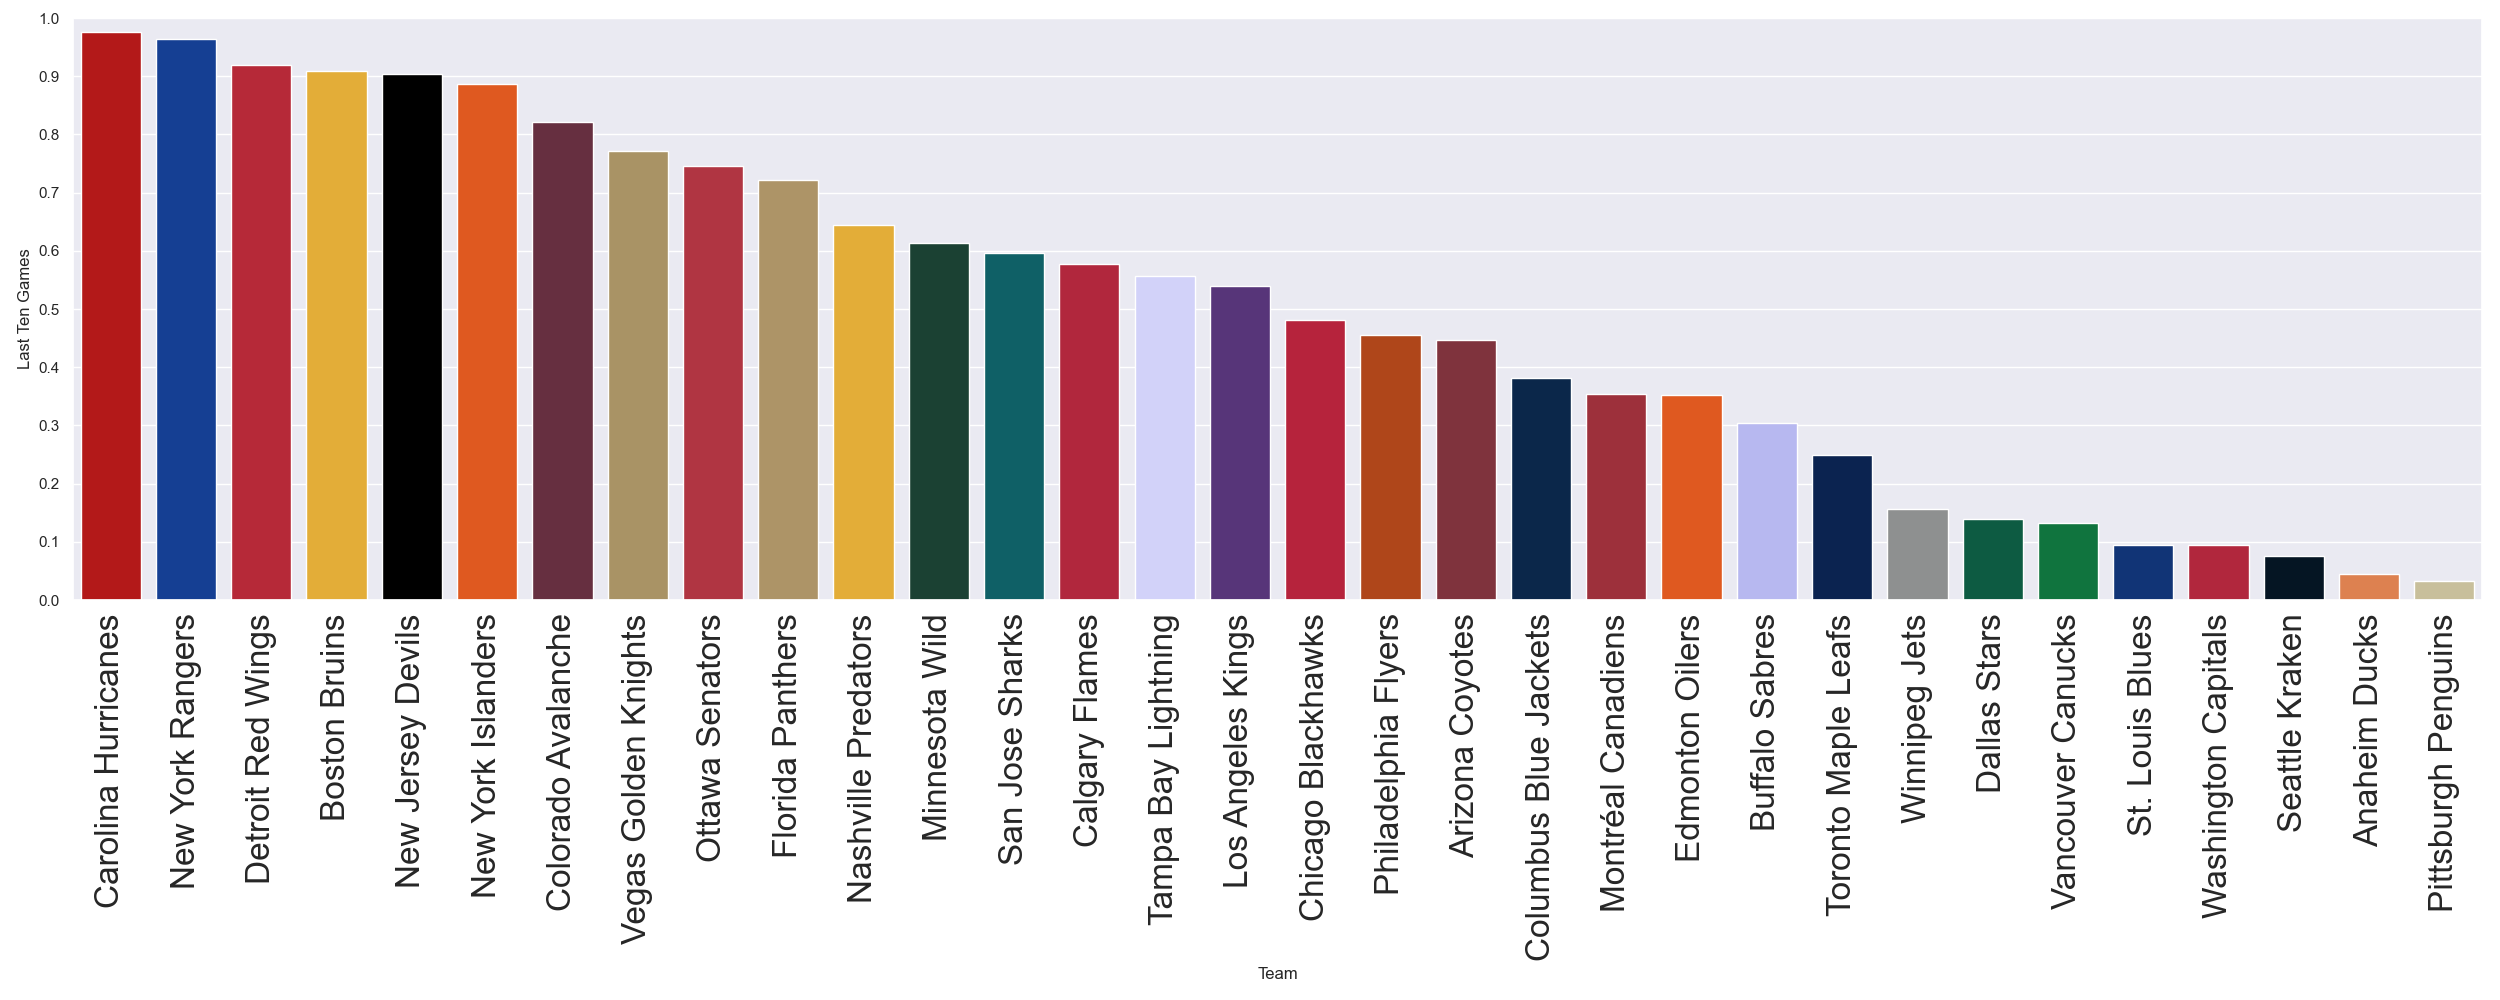 1.0
0.9
0.8
0.7
0.6
0.5
0.4
0.3
0.2
0.1
0.0
Last Ten Games
Carolina Hurricanes
New York Rangers
Detroit Red Wings
Boston Bruins
New Jersey Devils
New York Islanders
Colorado Avalanche
Vegas Golden Knights
Ottawa Senators
Florida Panthers
Nashville Predators
Minnesota Wild
San Jose Sharks
Calgary Flames
Tampa Bay Lightning
Los Angeles Kings
Chicago Blackhawks
Philadelphia Flyers
Arizona Coyotes
Columbus Blue Jackets
Montréal Canadiens
Edmonton Oilers
Buffalo Sabres
Toronto Maple Leafs
Winnipeg Jets
Dallas Stars
Vancouver Canucks
St. Louis Blues
Washington Capitals
Seattle Kraken
Anaheim Ducks
Pittsburgh Penguins
Team